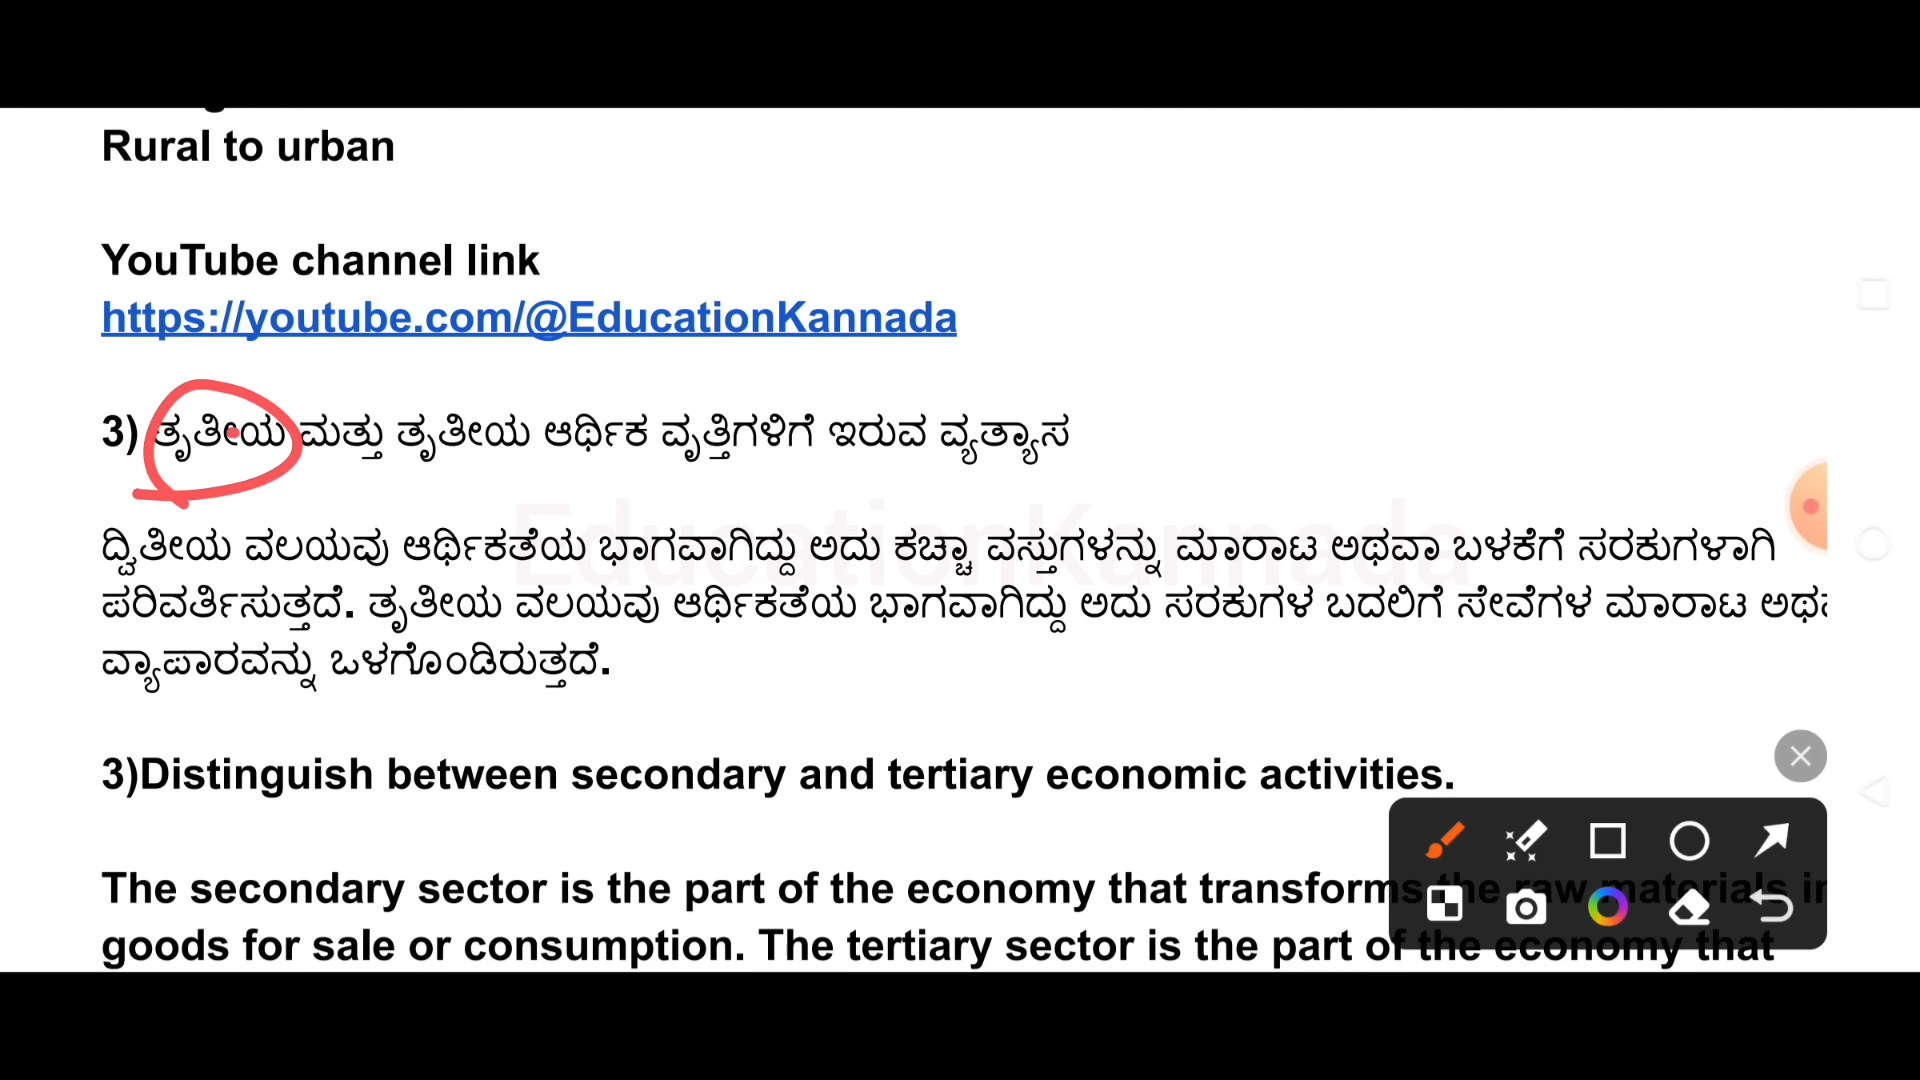 Rural to urban
YouTube channel link
https://youtube.com/@EducationKannada
3) ತೃತೀಯ ಮತ್ತು ತೃತೀಯ ಆರ್ಥಿಕ ವೃತ್ತಿಗಳಿಗೆ ಇರುವ ವ್ಯತ್ಯಾಸ
EducationKannada
ದ್ವಿತೀಯ ವಲಯವು ಆರ್ಥಿಕತೆಯ ಭಾಗವಾಗಿದ್ದು ಅದು ಕಚ್ಚಾ ವಸ್ತುಗಳನ್ನು ಮಾರಾಟ ಅಥವಾ ಬಳಕೆಗೆ ಸರಕುಗಳಾಗಿ
ಪರಿವರ್ತಿಸುತ್ತದೆ. ತೃತೀಯ ವಲಯವು ಆರ್ಥಿಕತೆಯ ಭಾಗವಾಗಿದ್ದು ಅದು ಸರಕುಗಳ ಬದಲಿಗೆ ಸೇವೆಗಳ ಮಾರಾಟ
ವ್ಯಾಪಾರವನ್ನು ಒಳಗೊಂಡಿರುತ್ತದೆ.
3)Distinguish between secondary and tertiary economic activities.
The secondary sector is the part of the economy that transforms the raw materials
goods for sale or consumption. The tertiary sector is the part of the economy that